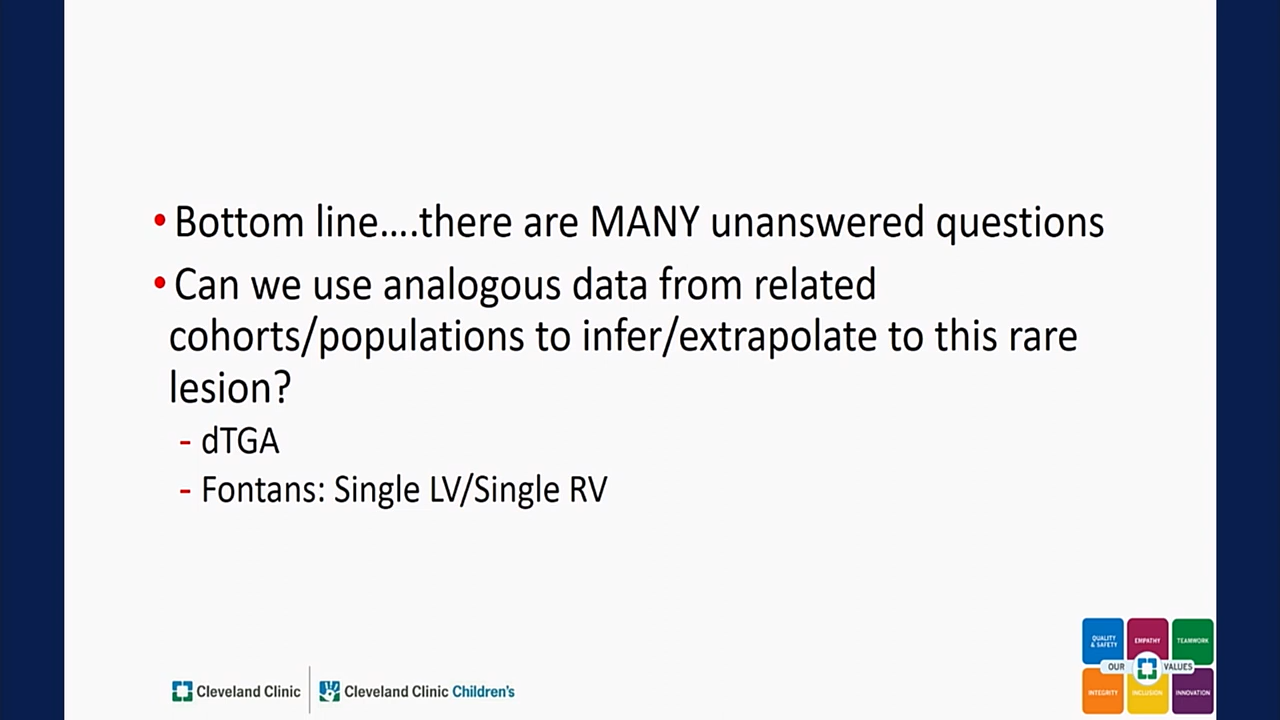 •Bottom line....there are MANY unanswered questions
•Can we use analogous data from related
cohorts/populations to infer/extrapolate to this rare
lesion?
- dTGA
- Fontans: Single LV/Single RV
Cleveland Clinic
Cleveland Clinic Children's
QUALITY
& SAFETY
EMPATHY
TEAMWORK
OUR
VALUES
INTEGRITY
INCLUSION
INNOVATION